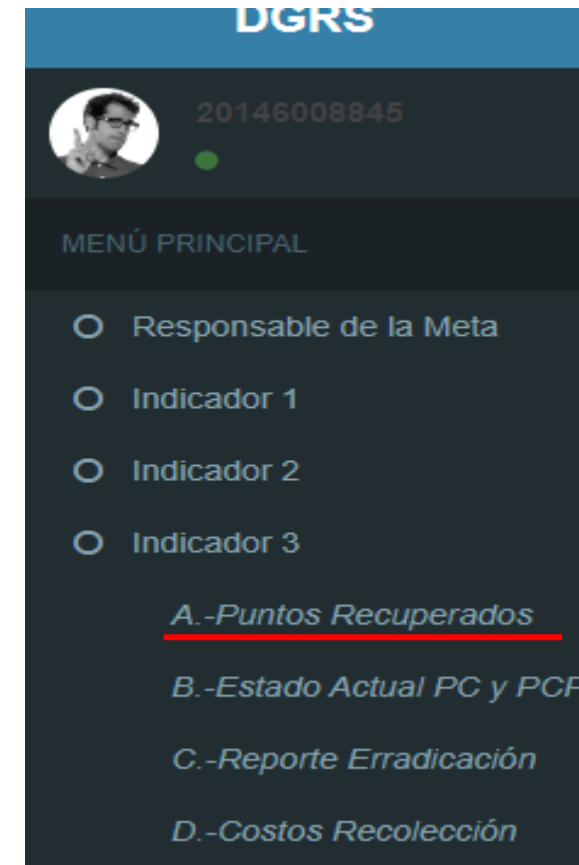 DGRS
20146008845
MENÚ PRINCIPAL
Responsable de la Meta
Indicador 1
Indicador 2
Indicador 3
A.-Puntos Recuperados
B.-Estado Actual PC y PCP
C.-Reporte Erradicación
D.-Costos Recolección